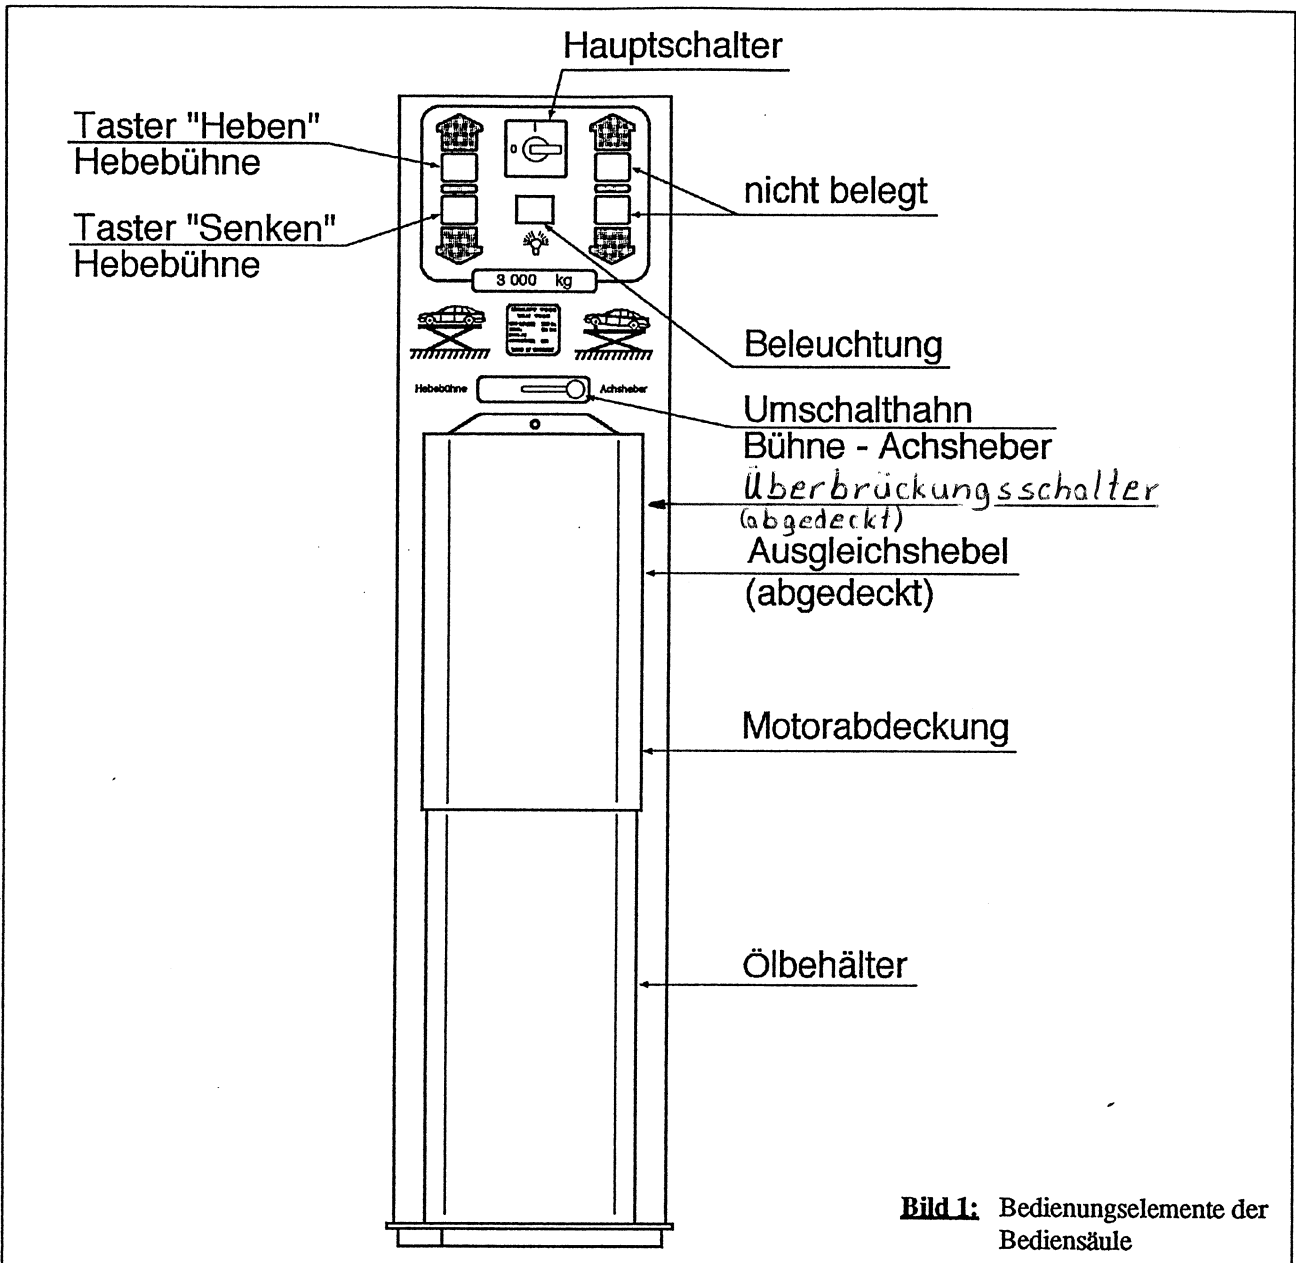 Hauptschalter
Taster "Heben"
Hebebühne
nicht belegt
Taster "Senken"
Hebebühne
I
0
3 000 kg
Beleuchtung
Hebebühne
Achsheber
Umschalthahn
Bühne - Achsheber
Überbrückungsschalter
(abgedeckt)
Ausgleichshebel
(abgedeckt)
Motorabdeckung
Ölbehälter
Bild 1: Bedienungselemente der
Bediensäule